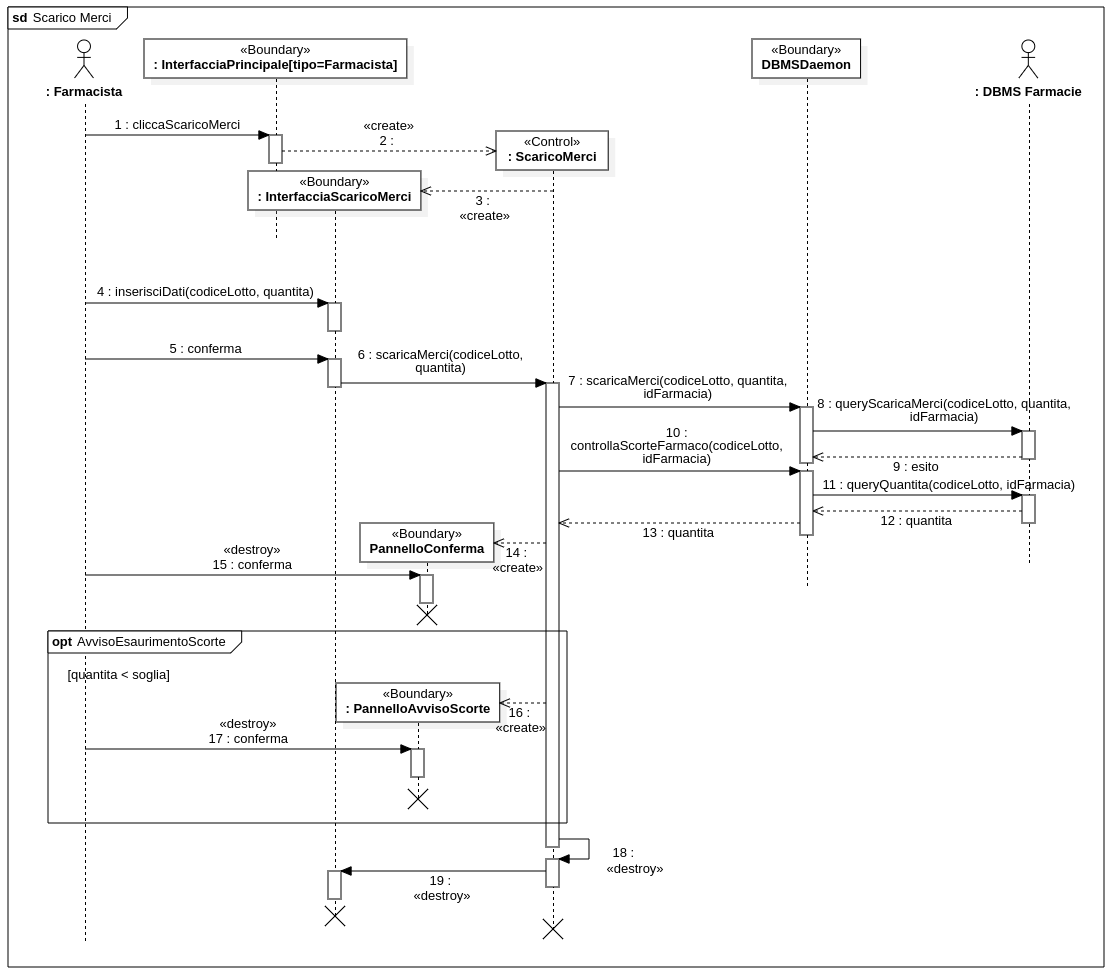 sd Scarico Merci
«Boundary»
: InterfacciaPrincipale[tipo=Farmacista]
«Boundary»
DBMSDaemon
: Farmacista
: DBMS Farmacie
1 : cliccaScaricoMerci
«create»
2 :
«Control»
: ScaricoMerci
«Boundary»
: InterfacciaScaricoMerci
3 :
«create»
4 : inserisciDati(codiceLotto, quantita)
5 : conferma
6 : scaricaMerci(codiceLotto,
quantita)
7 : scaricaMerci(codiceLotto, quantita,
idFarmacia)
8 : queryScaricaMerci(codiceLotto, quantita,
idFarmacia)
9 : esito
10 :
controllaScorteFarmaco(codiceLotto,
idFarmacia)
11 : queryQuantita(codiceLotto, idFarmacia)
12 : quantita
13 : quantita
«Boundary»
PannelloConferma
14 :
«create»
«destroy»
15 : conferma
opt AvvisoEsaurimentoScorte
[quantita < soglia]
«Boundary»
: PannelloAvvisoScorte
16 :
«create»
«destroy»
17 : conferma
18 :
«destroy»
19 :
«destroy»